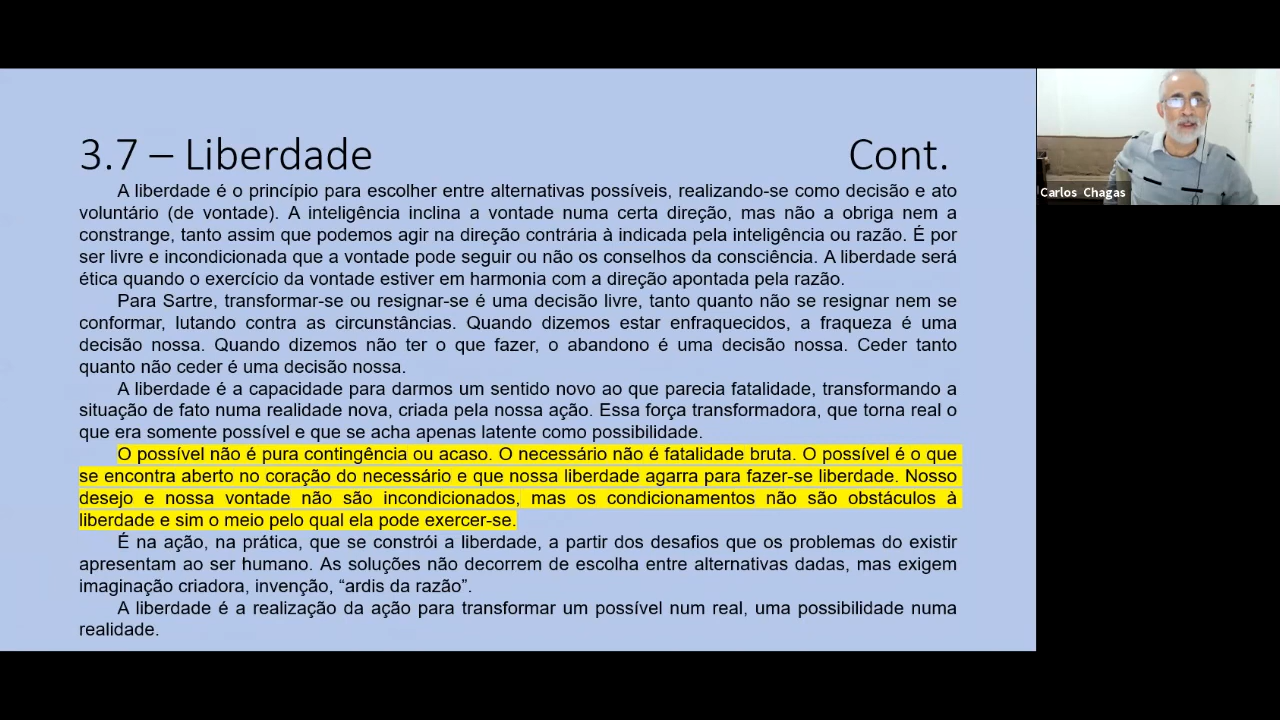 3.7 – Liberdade Cont.
A liberdade é o princípio para escolher entre alternativas possíveis, realizando-se como decisão e ato
voluntário (de vontade). A inteligência inclina a vontade numa certa direção, mas não a obriga nem a
constrange, tanto assim que podemos agir na direção contrária à indicada pela inteligência ou razão. É por
ser livre e incondicionada que a vontade pode seguir ou não os conselhos da consciência. A liberdade será
ética quando o exercício da vontade estiver em harmonia com a direção apontada pela razão.
Para Sartre, transformar-se ou resignar-se é uma decisão livre, tanto quanto não se resignar nem se
conformar, lutando contra as circunstâncias. Quando dizemos estar enfraquecidos, a fraqueza é uma
decisão nossa. Quando dizemos não ter o que fazer, o abandono é uma decisão nossa. Ceder tanto
quanto não ceder é uma decisão nossa.
A liberdade é a capacidade para darmos um sentido novo ao que parecia fatalidade, transformando a
situação de fato numa realidade nova, criada pela nossa ação. Essa força transformadora, que torna real o
que era somente possível e que se acha apenas latente como possibilidade.
O possível não é pura contingência ou acaso. O necessário não é fatalidade bruta. O possível é o que
se encontra aberto no coração do necessário e que nossa liberdade agarra para fazer-se liberdade. Nosso
desejo e nossa vontade não são incondicionados, mas os condicionamentos não são obstáculos à
liberdade e sim o meio pelo qual ela pode exercer-se.
É na ação, na prática, que se constrói a liberdade, a partir dos desafios que os problemas do existir
apresentam ao ser humano. As soluções não decorrem de escolha entre alternativas dadas, mas exigem
imaginação criadora, invenção, “ardis da razão”.
A liberdade é a realização da ação para transformar um possível num real, uma possibilidade numa
realidade.
Carlos Chagas